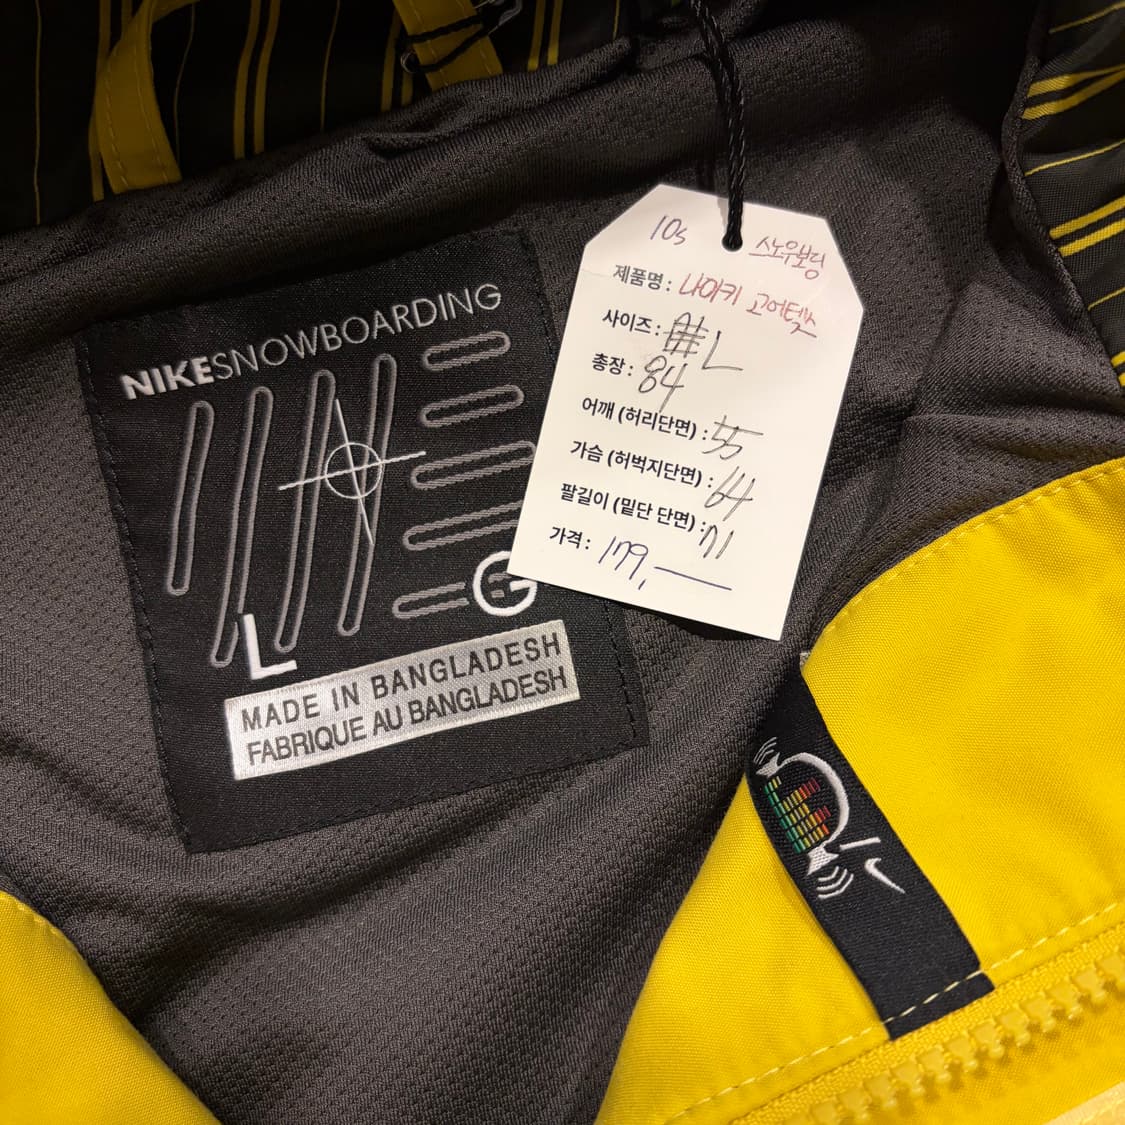 NIKESNOWBOARDING
L G
MADE IN BANGLADESH
FABRIQUE AU BANGLADESH
10s 스노우보딩
제품명 : 나이키 고어텍스
사이즈 : L
총장 : 84
어깨 (허리단면) : 55
가슴 (허벅지단면) : 64
팔길이 (밑단 단면) : 71
가격 : 179,—